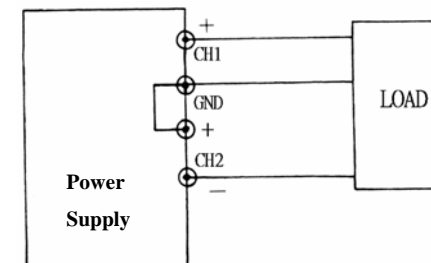 +
CH1
GND
+
LOAD
CH2
−
Power
Supply